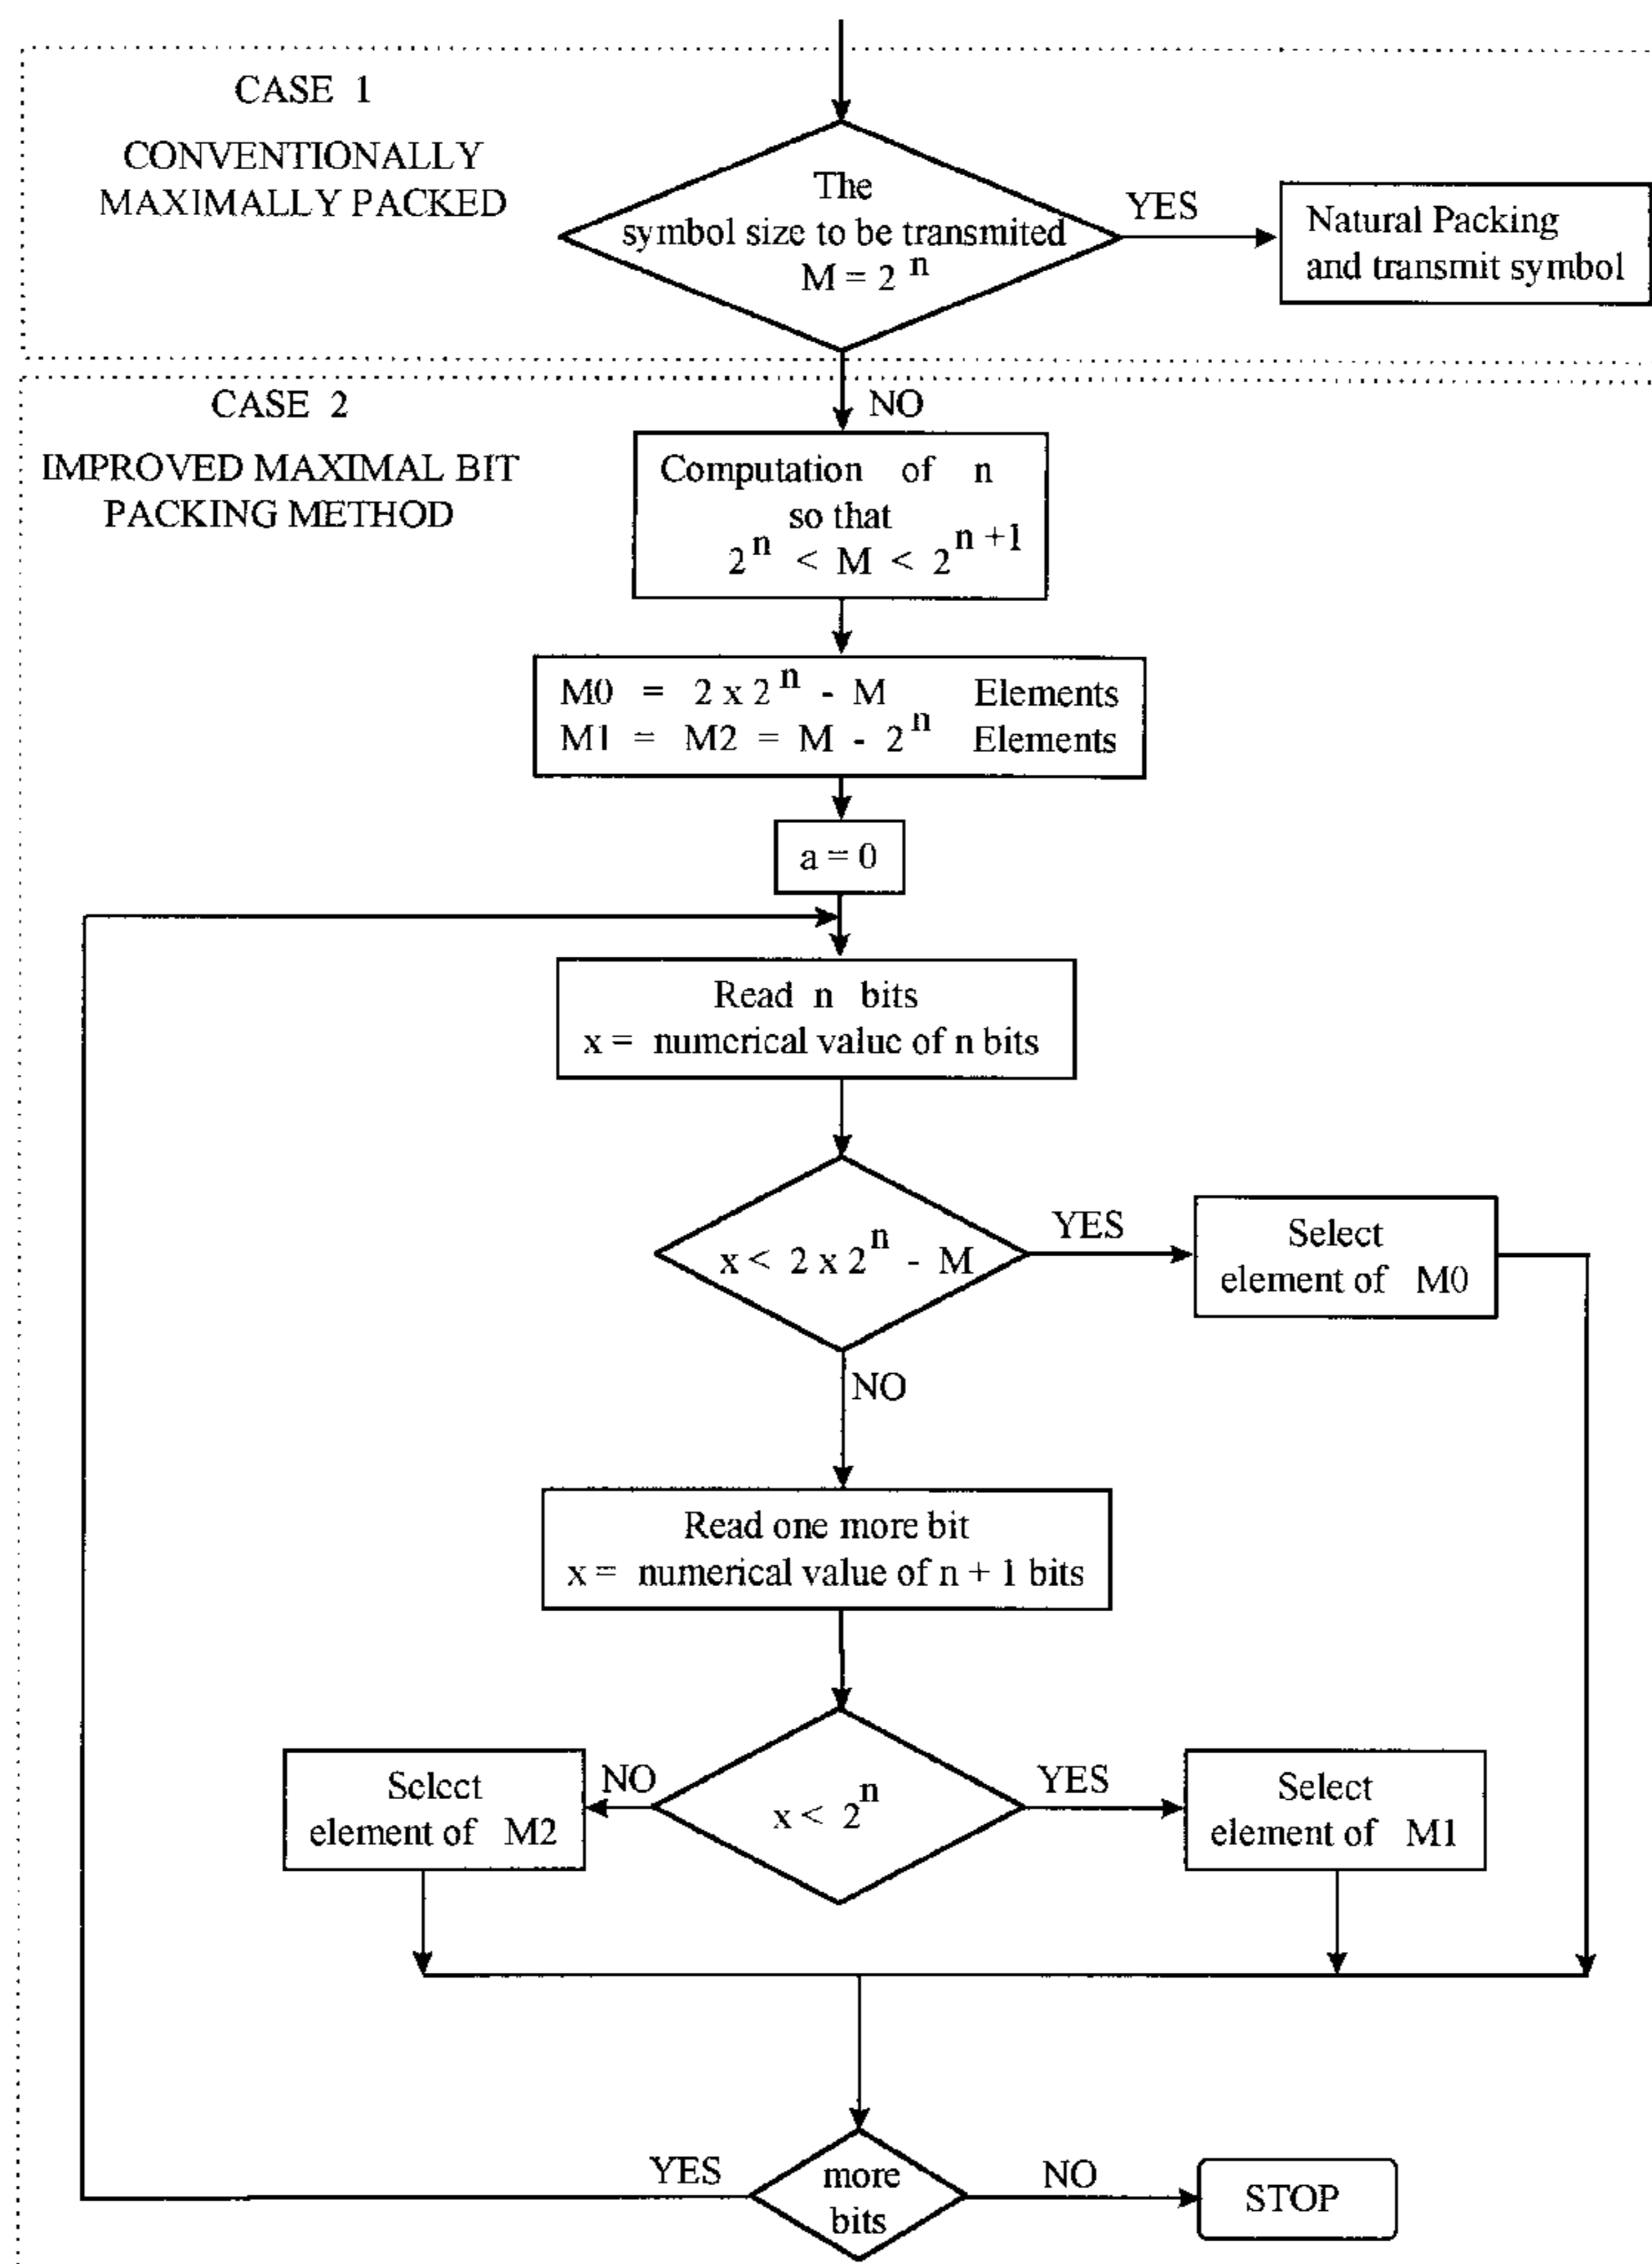 CASE 1
CONVENTIONALLY
MAXIMALLY PACKED
The
symbol size to be transmited
M = 2^n
YES
Natural Packing
and transmit symbol
CASE 2
IMPROVED MAXIMAL BIT
PACKING METHOD
NO
Computation of n
so that
2^n < M < 2^n+1
M0 = 2 x 2^n - M Elements
M1 = M2 = M - 2^n Elements
a = 0
Read n bits
x = numerical value of n bits
x < 2 x 2^n - M
YES
Select
element of M0
NO
Read one more bit
x = numerical value of n + 1 bits
Select
element of M2
NO
x < 2^n
YES
Select
element of M1
YES
more
bits
NO
STOP